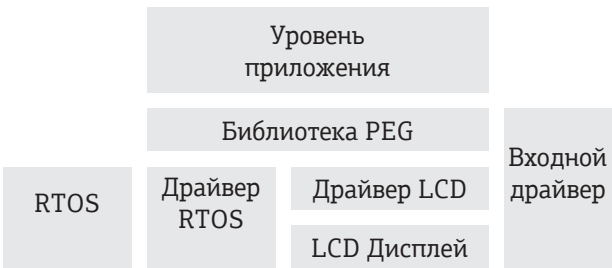 Уровень
приложения
Библиотека PEG
Входной
драйвер
RTOS
Драйвер
RTOS
Драйвер LCD
LCD Дисплей